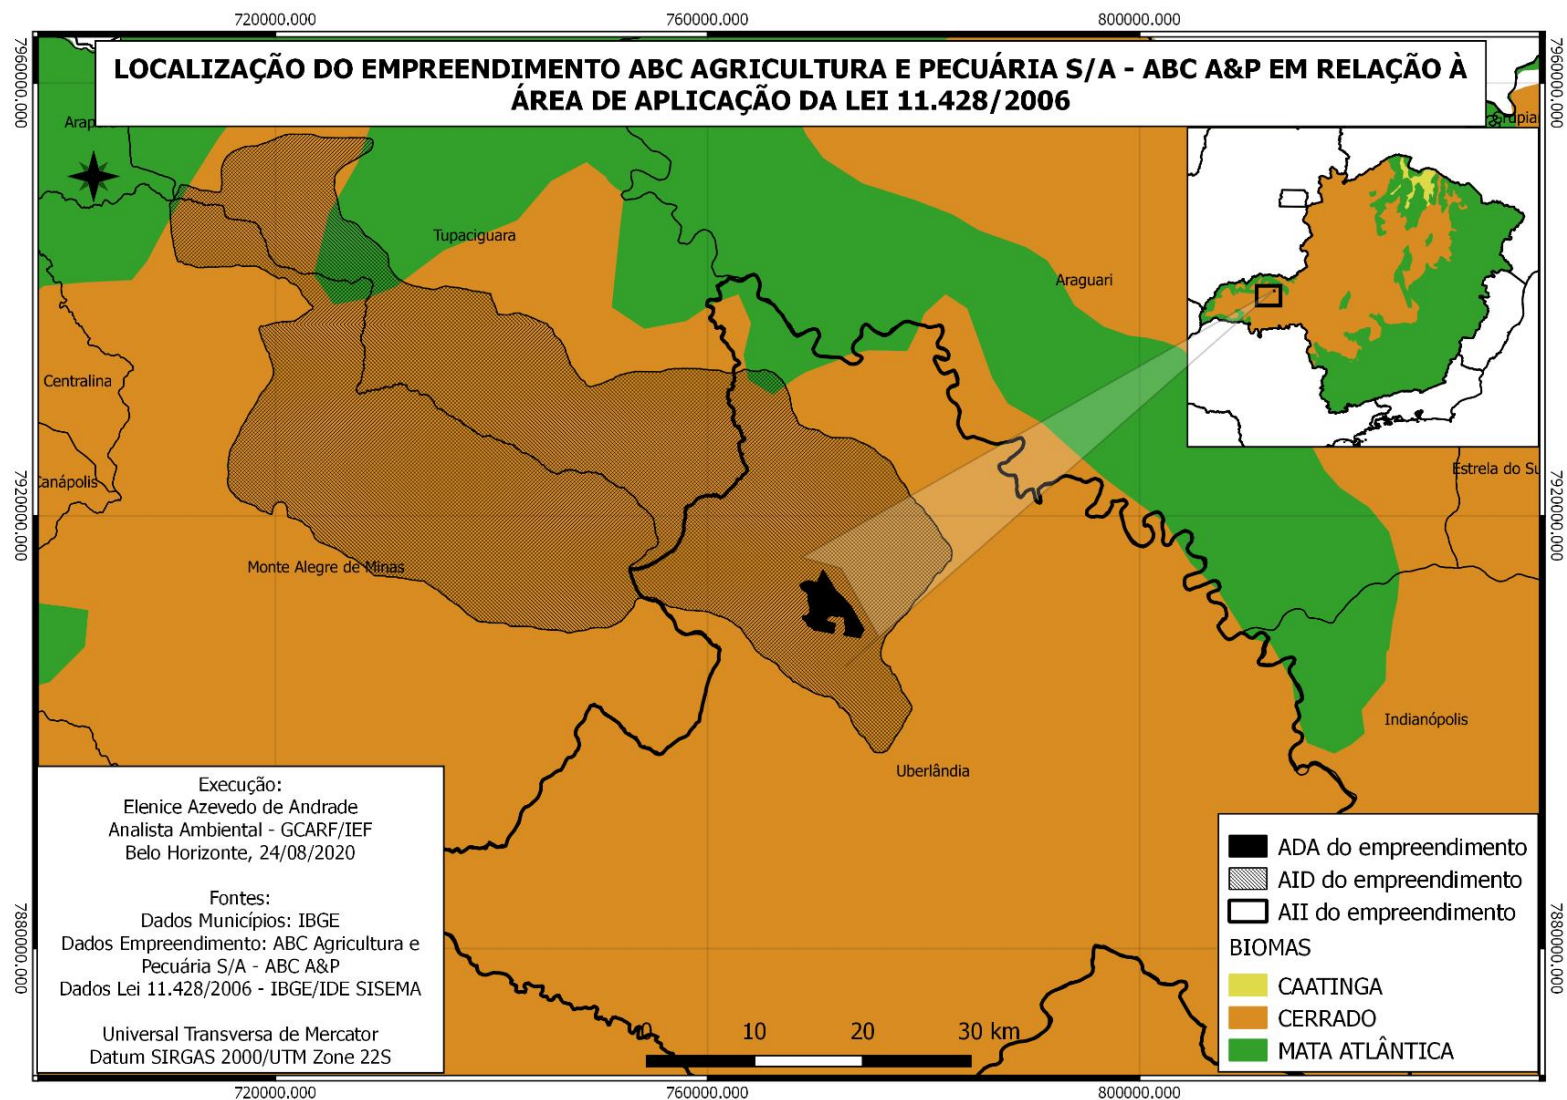 720000.000
760000.000
800000.000
7960000.000
7960000.000
LOCALIZAÇÃO DO EMPREENDIMENTO ABC AGRICULTURA E PECUÁRIA S/A - ABC A&P EM RELAÇÃO À
ÁREA DE APLICAÇÃO DA LEI 11.428/2006
Tupaciguara
Araguari
Centralina
Estrela do Su
7920000.000
7920000.000
Monte Alegre de Minas
Indianópolis
Uberlândia
Execução:
Elenice Azevedo de Andrade
Analista Ambiental - GCARF/IEF
Belo Horizonte, 24/08/2020
Fontes:
Dados Municípios: IBGE
Dados Empreendimento: ABC Agricultura e
Pecuária S/A - ABC A&P
Dados Lei 11.428/2006 - IBGE/IDE SISEMA
Universal Transversa de Mercator
Datum SIRGAS 2000/UTM Zone 22S
ADA do empreendimento
AID do empreendimento
AII do empreendimento
BIOMAS
CAATINGA
CERRADO
MATA ATLÂNTICA
7880000.000
7880000.000
0 10 20 30 km
720000.000
760000.000
800000.000